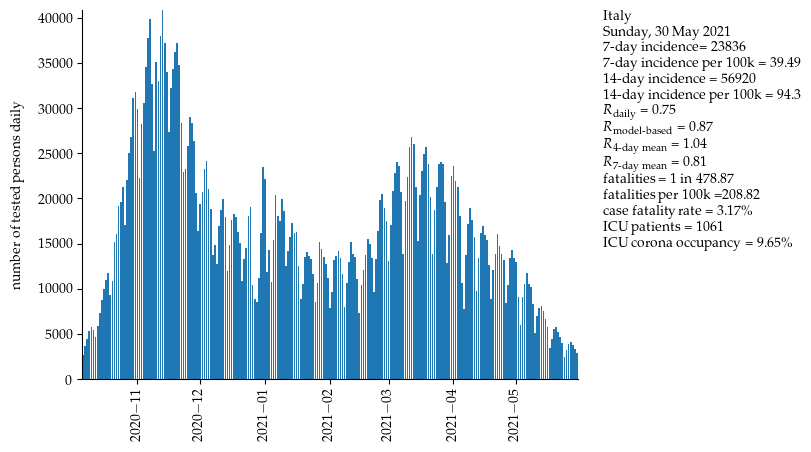 Italy
Sunday, 30 May 2021
7-day incidence= 23836
7-day incidence per 100k = 39.49
14-day incidence = 56920
14-day incidence per 100k = 94.3
R_daily = 0.75
R_model-based = 0.87
R_4-day mean = 1.04
R_7-day mean = 0.81
fatalities = 1 in 478.87
fatalities per 100k =208.82
case fatality rate = 3.17%
ICU patients = 1061
ICU corona occupancy = 9.65%
number of tested persons daily
40000
35000
30000
25000
20000
15000
10000
5000
0
2020−11
2020−12
2021−01
2021−02
2021−03
2021−04
2021−05